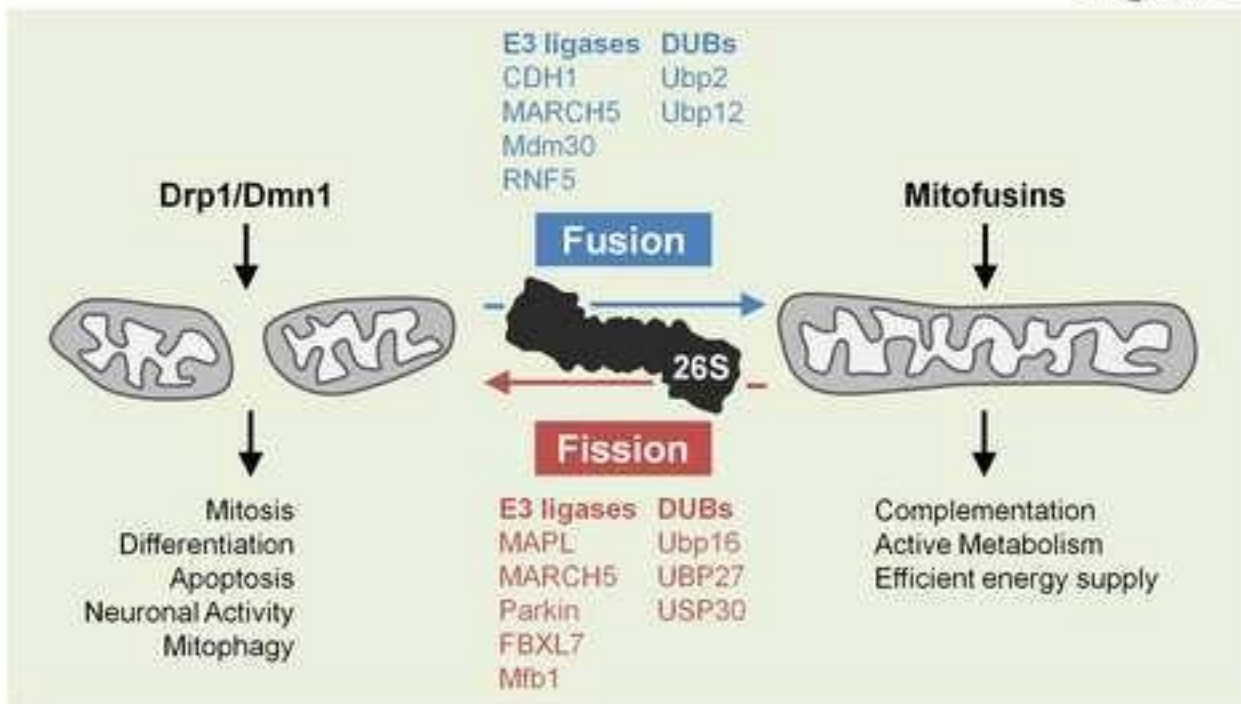 E3 ligases DUBs
CDH1 Ubp2
MARCH5 Ubp12
Mdm30
RNF5
Drp1/Dmn1
Mitofusins
Fusion
26S
Fission
Mitosis
Differentiation
Apoptosis
Neuronal Activity
Mitophagy
E3 ligases DUBs
MAPL Ubp16
MARCH5 UBP27
Parkin USP30
FBXL7
Mfb1
Complementation
Active Metabolism
Efficient energy supply